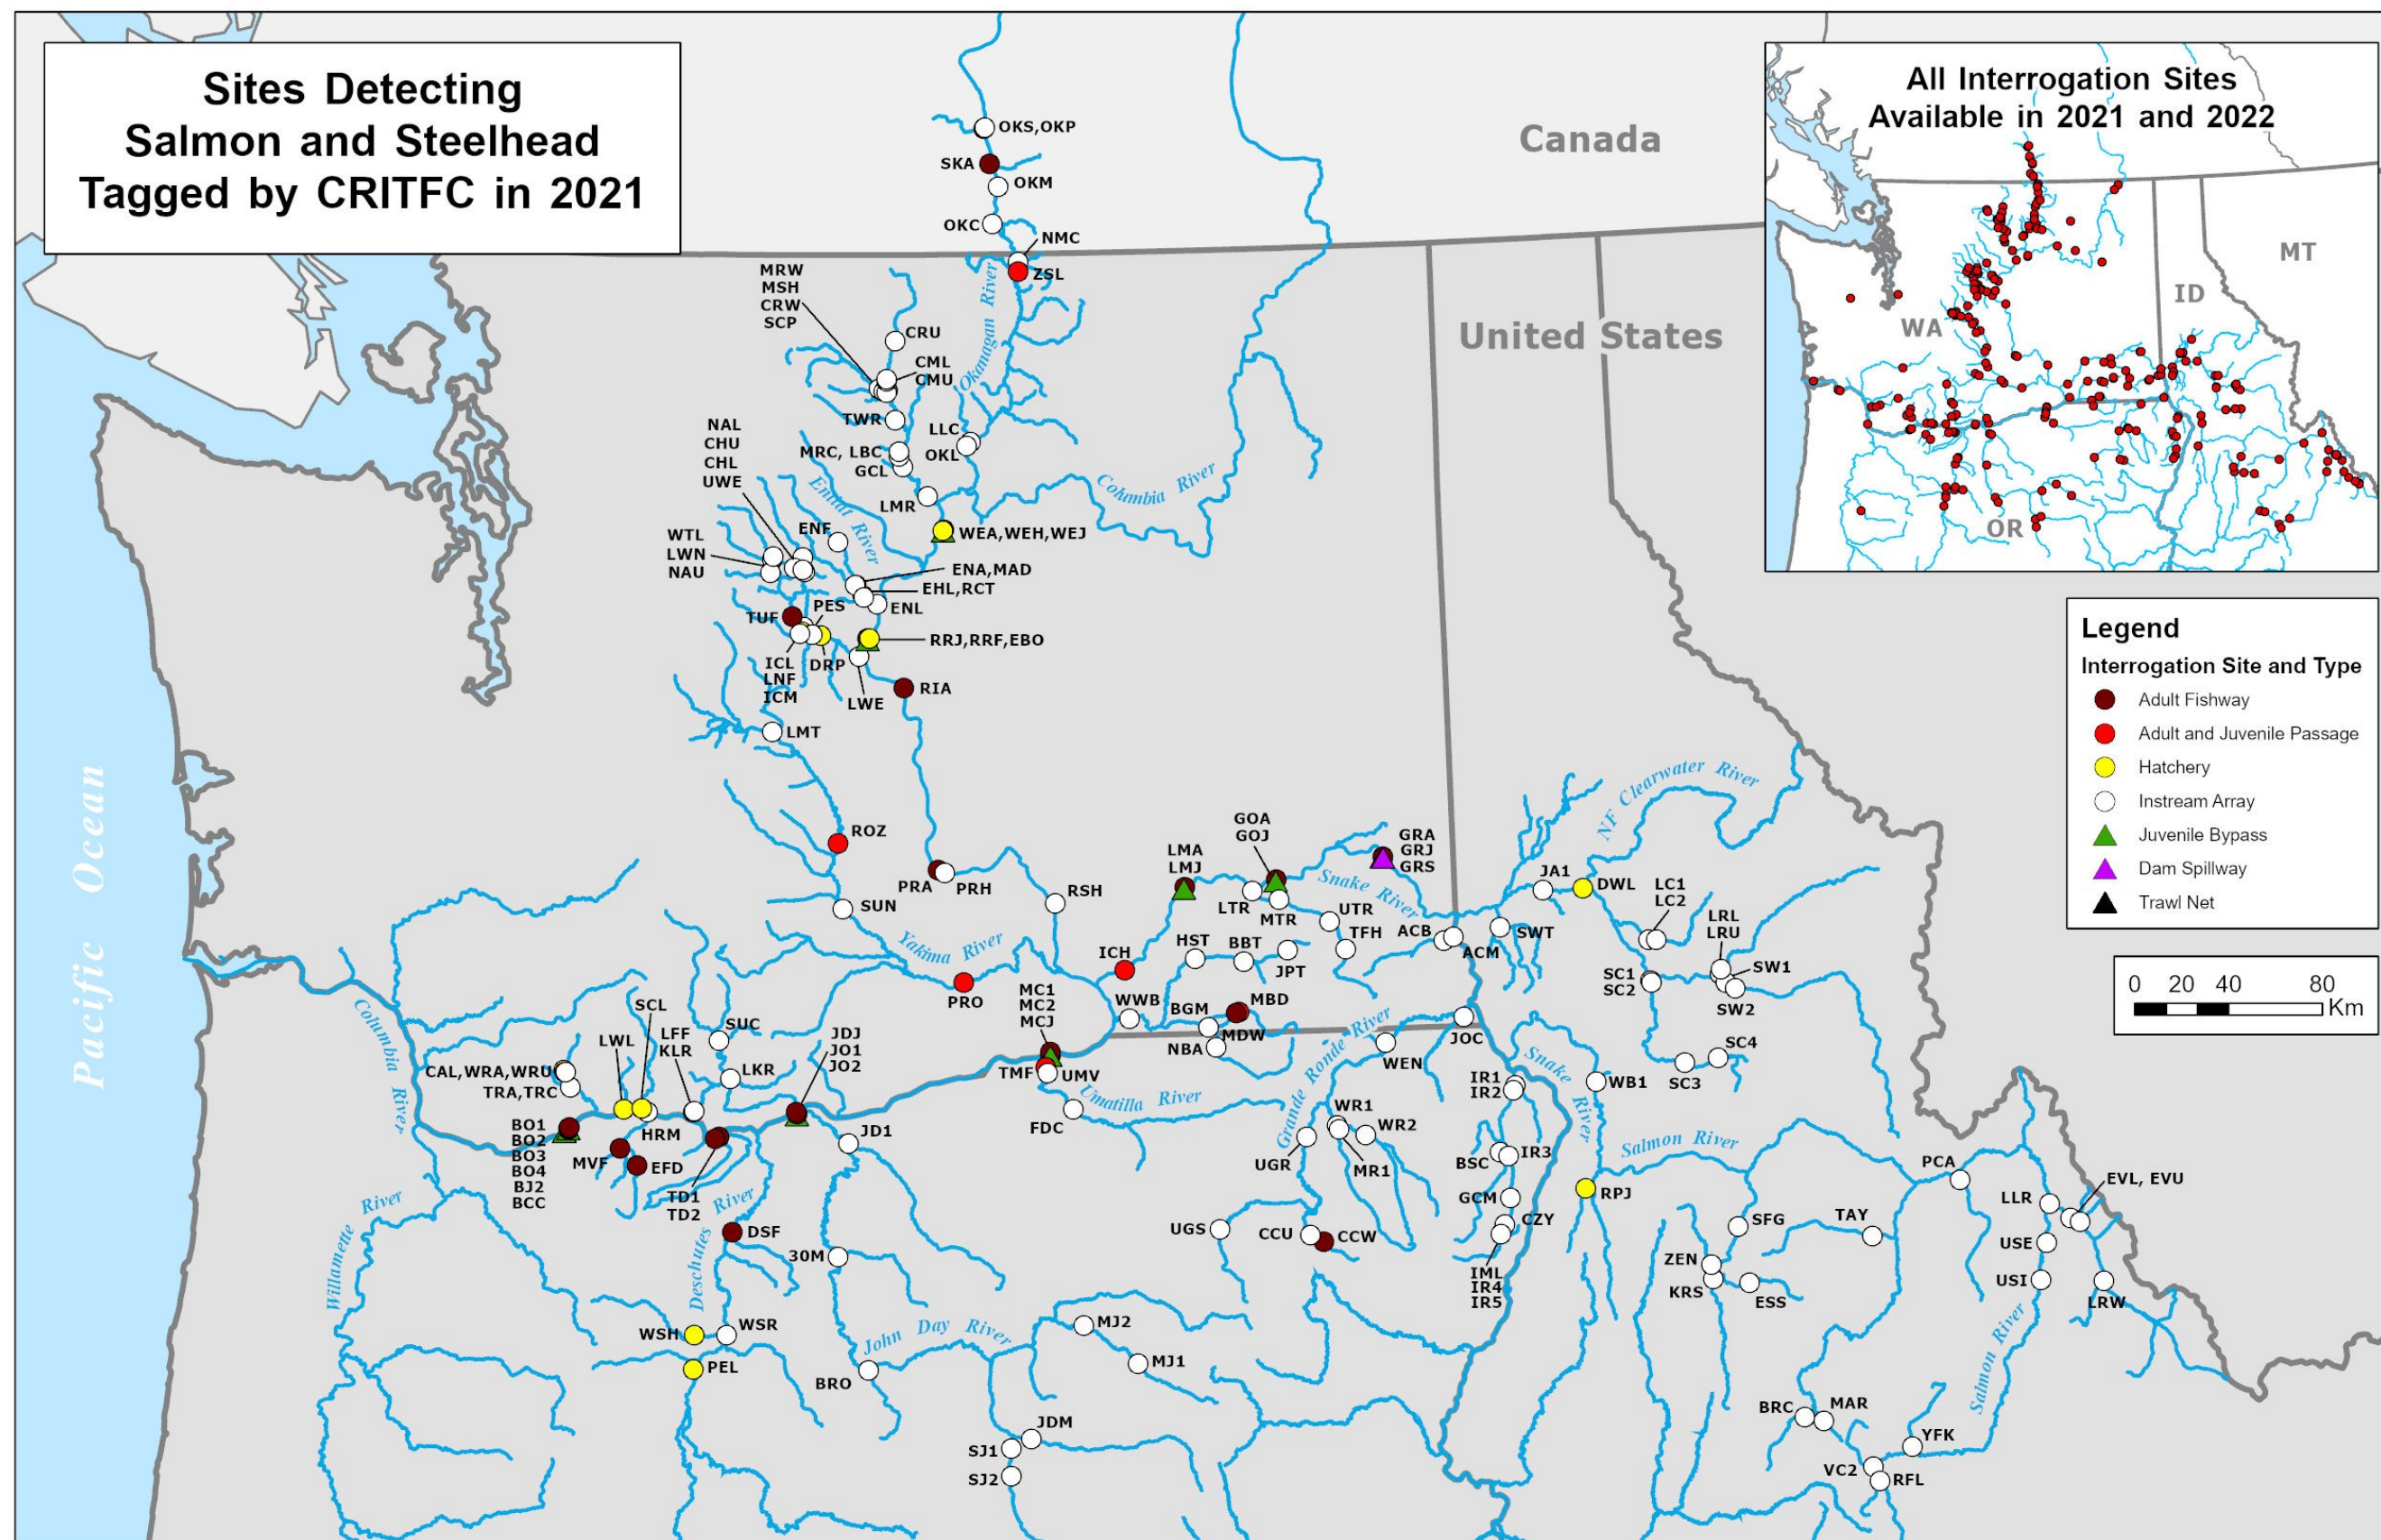 Sites Detecting
Salmon and Steelhead
Tagged by CRITFC in 2021
All Interrogation Sites
Available in 2021 and 2022
WA
ID
MT
OR
Canada
United States
Legend
Interrogation Site and Type
Adult Fishway
Adult and Juvenile Passage
Hatchery
Instream Array
Juvenile Bypass
Dam Spillway
Trawl Net
0 20 40 80
Km
OKS,OKP
SKA
OKM
OKC
NMC
ZSL
Okanagan River
MRW
MSH
CRW
SCP
CRU
CML
CMU
TWR
LLC
OKL
MRC, LBC
GCL
LMR
Columbia River
NAL
CHU
CHL
UWE
Entiat River
ENF
WEA,WEH,WEJ
WTL
LWN
NAU
ENA,MAD
EHL,RCT
ENL
TUF
PES
RRJ,RRF,EBO
ICL
LNF
ICM
DRP
LWE
RIA
LMT
Pacific Ocean
ROZ
PRA
PRH
SUN
RSH
Yakima River
PRO
ICH
LMA
LMJ
GOA
GOJ
GRA
GRJ
GRS
Snake River
LTR
MTR
UTR
TFH
ACB
ACM
HST
BBT
JPT
JA1
DWL
NF Clearwater River
LC1
LC2
LRL
LRU
SWT
SC1
SC2
SW1
SW2
MC1
MC2
MCJ
WWB
BGM
MBD
MDW
NBA
JOC
WEN
TMF
UMV
Umatilla River
FDC
Columbia River
SCL
LWL
LFF
KLR
SUC
LKR
JDJ
JO1
JO2
CAL,WRA,WRU
TRA,TRC
HRM
BO1
BO2
BO3
BO4
BJ2
BCC
MVF
EFD
TD1
TD2
JD1
Grande Ronde River
WR1
WR2
MR1
UGR
IR1
IR2
Snake River
WB1
SC3
SC4
BSC
IR3
GCM
CZY
IML
IR4
IR5
RPJ
Salmon River
PCA
LLR
EVL, EVU
USE
USI
LRW
SFG
TAY
ZEN
KRS
ESS
Willamette River
Deschutes River
DSF
30M
UGS
CCU
CCW
WSH
WSR
PEL
John Day River
BRO
MJ2
MJ1
JDM
SJ1
SJ2
Salmon River
BRC
MAR
YFK
VC2
RFL